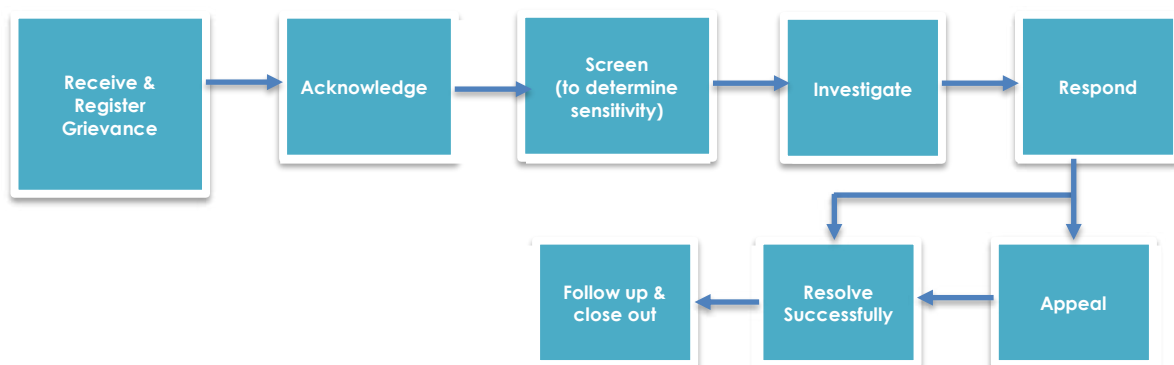 Receive &
Register
Grievance
Acknowledge
Screen
(to determine
sensitivity)
Investigate
Respond
Follow up &
close out
Resolve
Successfully
Appeal